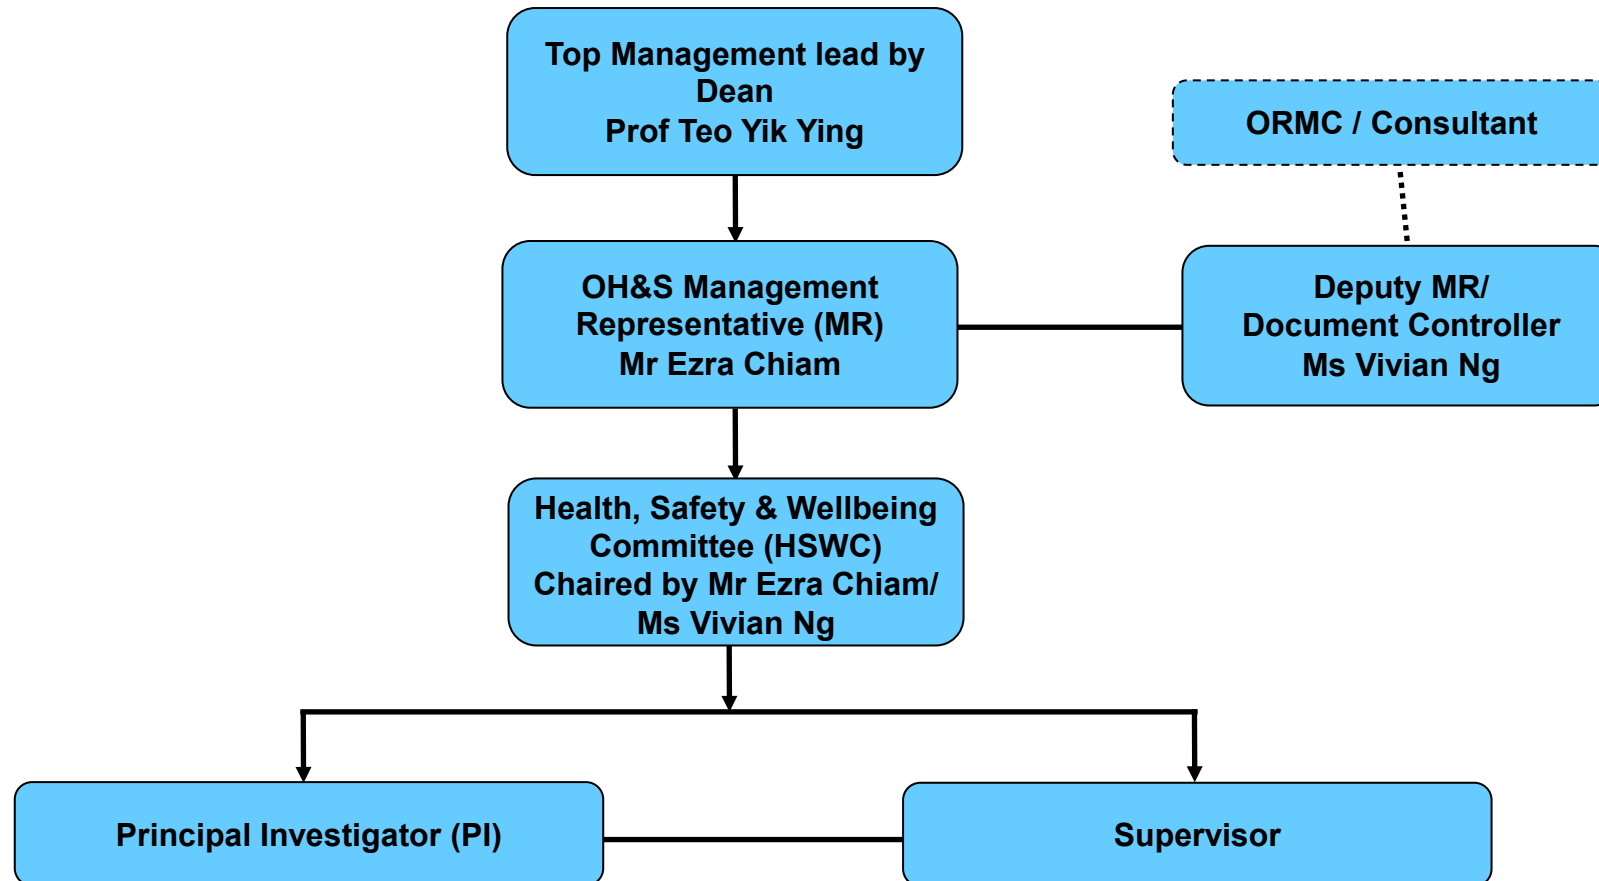 Top Management lead by
Dean
Prof Teo Yik Ying
ORMC / Consultant
OH&S Management
Representative (MR)
Mr Ezra Chiam
Deputy MR/
Document Controller
Ms Vivian Ng
Health, Safety & Wellbeing
Committee (HSWC)
Chaired by Mr Ezra Chiam/
Ms Vivian Ng
Principal Investigator (PI)
Supervisor